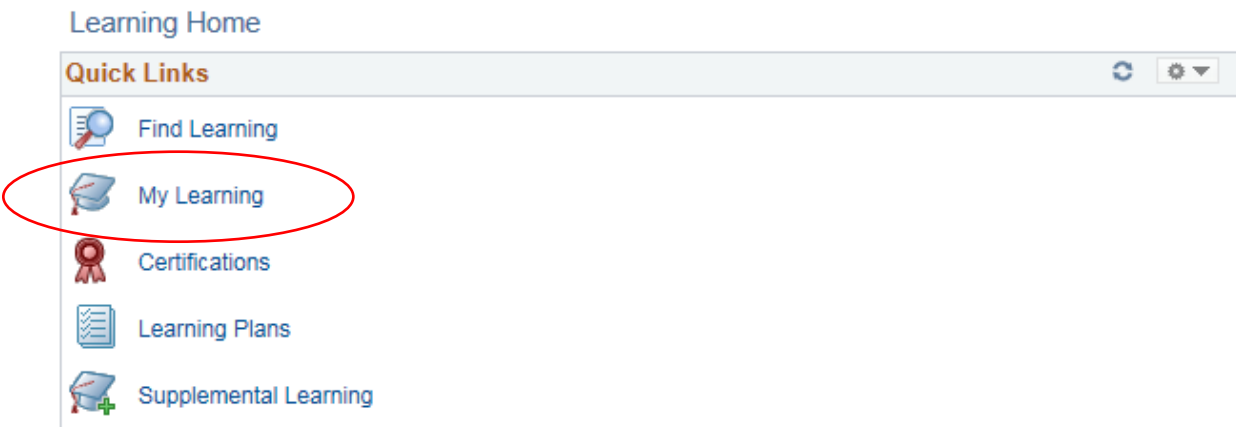 Learning Home
Quick Links
Find Learning
My Learning
Certifications
Learning Plans
Supplemental Learning